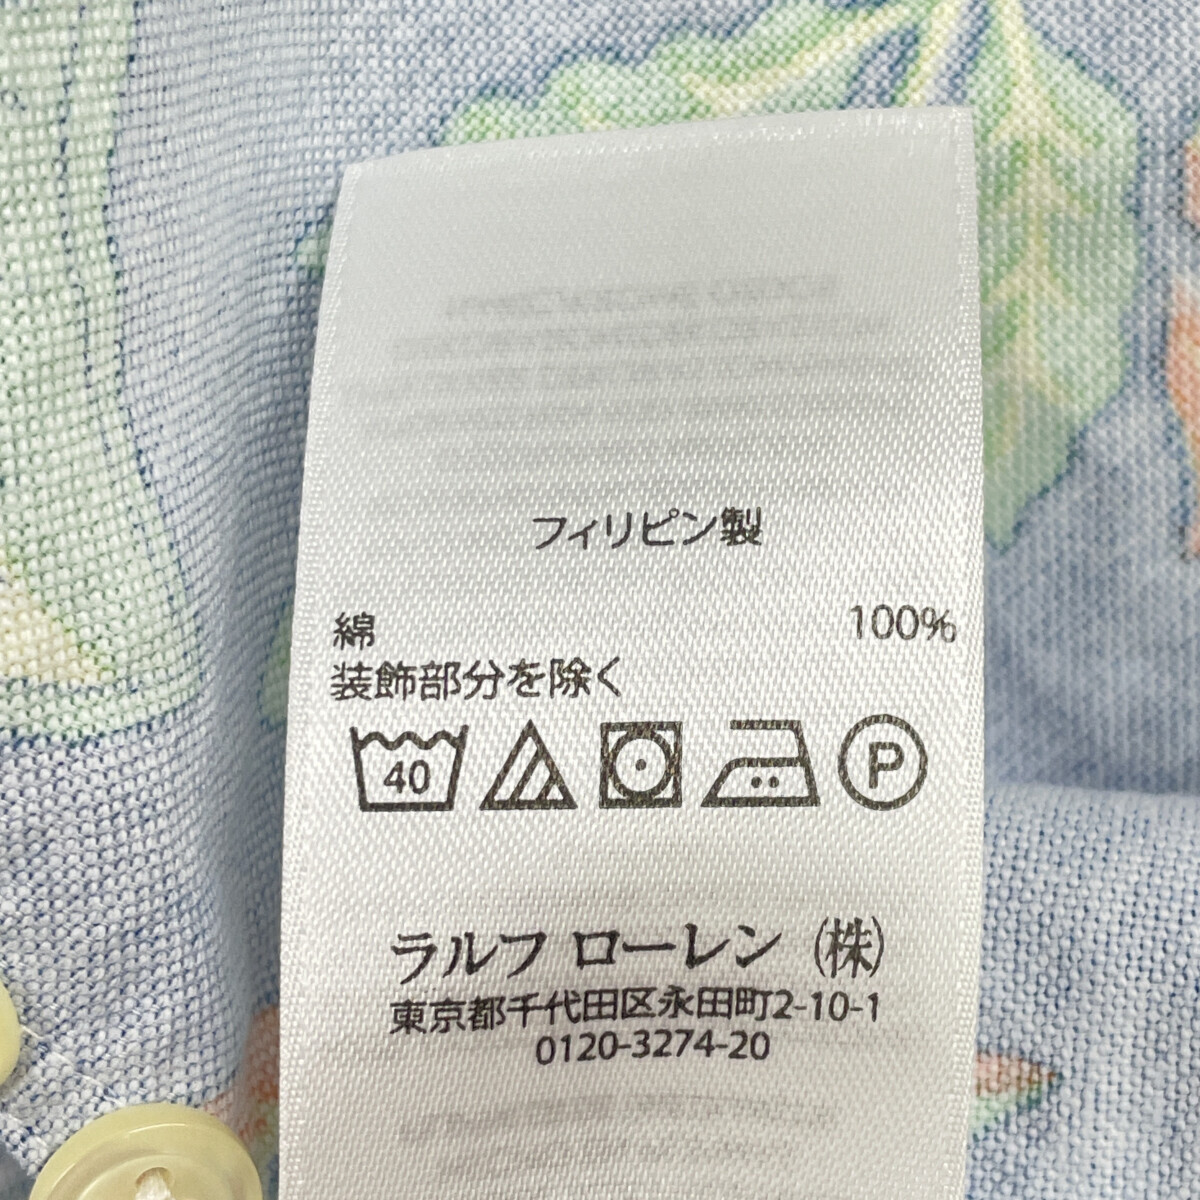 フィリピン製
綿 100%
装飾部分を除く
40 P
ラルフ ローレン (株)
東京都千代田区永田町2-10-1
0120-3274-20